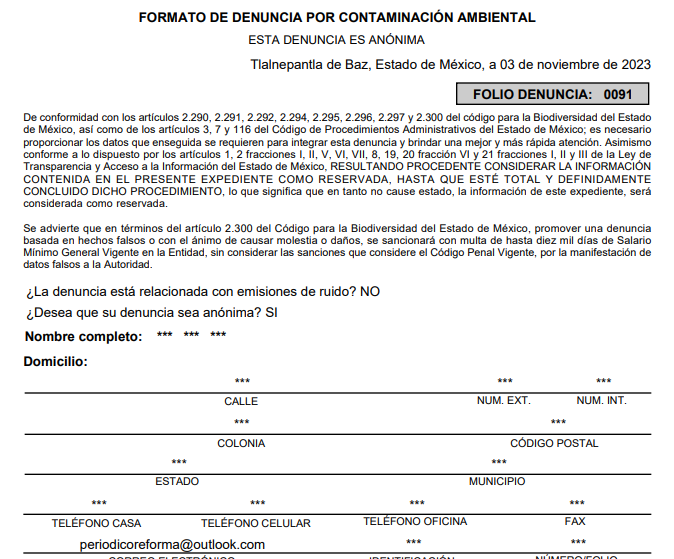 FORMATO DE DENUNCIA POR CONTAMINACIÓN AMBIENTAL
ESTA DENUNCIA ES ANÓNIMA
Tlalnepantla de Baz, Estado de México, a 03 de noviembre de 2023
FOLIO DENUNCIA: 0091
De conformidad con los artículos 2.290, 2.291, 2.292, 2.294, 2.295, 2.296, 2.297 y 2.300 del código para la Biodiversidad del Estado
de México, así como de los artículos 3, 7 y 116 del Código de Procedimientos Administrativos del Estado de México; es necesario
proporcionar los datos que enseguida se requieren para integrar esta denuncia y brindar una mejor y más rápida atención. Asimismo
conforme a lo dispuesto por los artículos 1, 2 fracciones I, II, V, VI, VII, 8, 19, 20 fracción VI y 21 fracciones I, II y III de la Ley de
Transparencia y Acceso a la Información del Estado de México, RESULTANDO PROCEDENTE CONSIDERAR LA INFORMACIÓN
CONTENIDA EN EL PRESENTE EXPEDIENTE COMO RESERVADA, HASTA QUE ESTÉ TOTAL Y DEFINIDAMENTE
CONCLUIDO DICHO PROCEDIMIENTO, lo que significa que en tanto no cause estado, la información de este expediente, será
considerada como reservada.
Se advierte que en términos del artículo 2.300 del Código para la Biodiversidad del Estado de México, promover una denuncia
basada en hechos falsos o con el ánimo de causar molestia o daños, se sancionará con multa de hasta diez mil días de Salario
Mínimo General Vigente en la Entidad, sin considerar las sanciones que considere el Código Penal Vigente, por la manifestación de
datos falsos a la Autoridad.
¿La denuncia está relacionada con emisiones de ruido? NO
¿Desea que su denuncia sea anónima? SI
Nombre completo: *** *** ***
Domicilio:
*** *** ***
CALLE NUM. EXT. NUM. INT.
*** ***
COLONIA CÓDIGO POSTAL
*** ***
ESTADO MUNICIPIO
*** *** *** ***
TELÉFONO CASA TELÉFONO CELULAR TELÉFONO OFICINA FAX
periodicoreforma@outlook.com *** ***
CORREO ELECTRÓNICO IDENTIFICACIÓN NÚMERO/FOLIO